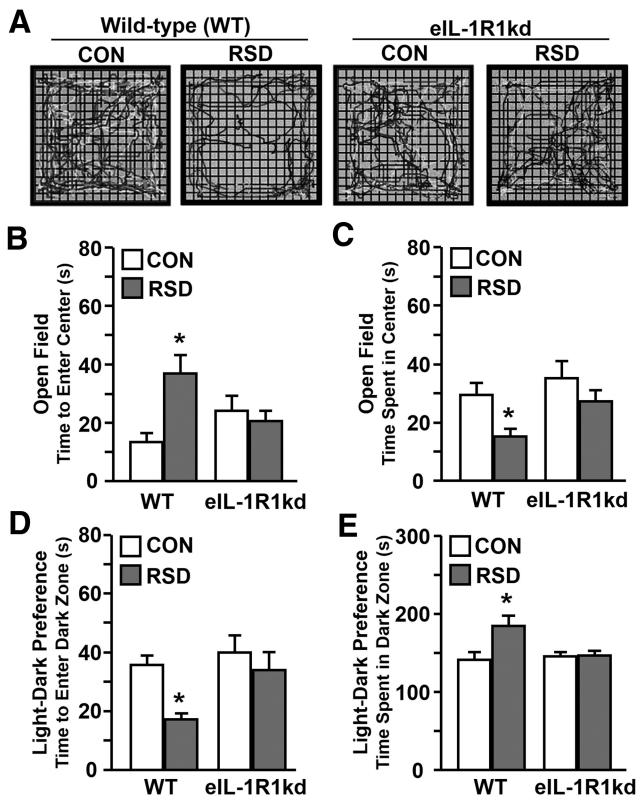 A
Wild-type (WT)
eIL-1R1kd
CON
RSD
CON
RSD
B
Open Field
Time to Enter Center (s)
80
60
40
20
0
CON
RSD
*
WT
eIL-1R1kd
C
Open Field
Time Spent in Center (s)
80
60
40
20
0
CON
RSD
*
WT
eIL-1R1kd
D
Light-Dark Preference
Time to Enter Dark Zone (s)
80
60
40
20
0
CON
RSD
*
WT
eIL-1R1kd
E
Light-Dark Preference
Time Spent in Dark Zone (s)
300
200
150
0
CON
RSD
*
WT
eIL-1R1kd